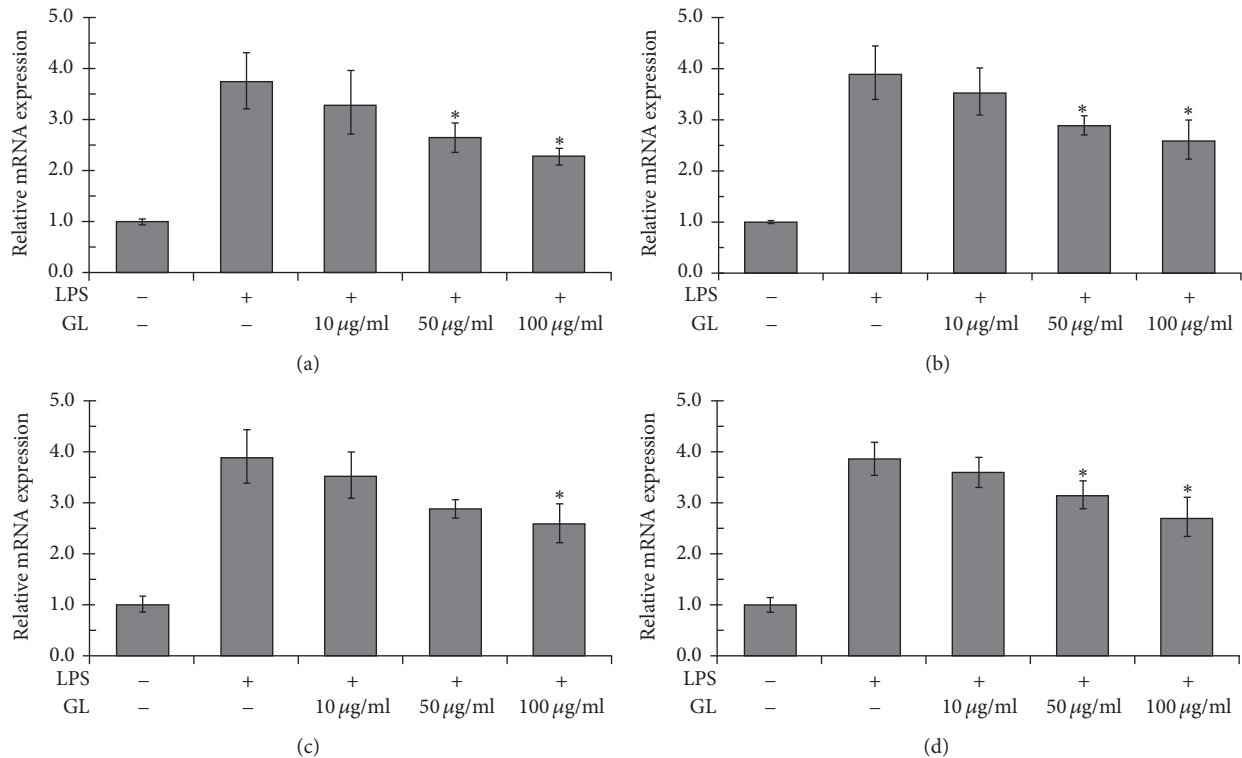 Relative mRNA expression
5.0
4.0
3.0
2.0
1.0
0.0
* *
LPS – + + + +
GL – – 10 μg/ml 50 μg/ml 100 μg/ml
(a)
Relative mRNA expression
5.0
4.0
3.0
2.0
1.0
0.0
* *
LPS – + + + +
GL – – 10 μg/ml 50 μg/ml 100 μg/ml
(b)
Relative mRNA expression
5.0
4.0
3.0
2.0
1.0
0.0
*
LPS – + + + +
GL – – 10 μg/ml 50 μg/ml 100 μg/ml
(c)
Relative mRNA expression
5.0
4.0
3.0
2.0
1.0
0.0
* *
LPS – + + + +
GL – – 10 μg/ml 50 μg/ml 100 μg/ml
(d)